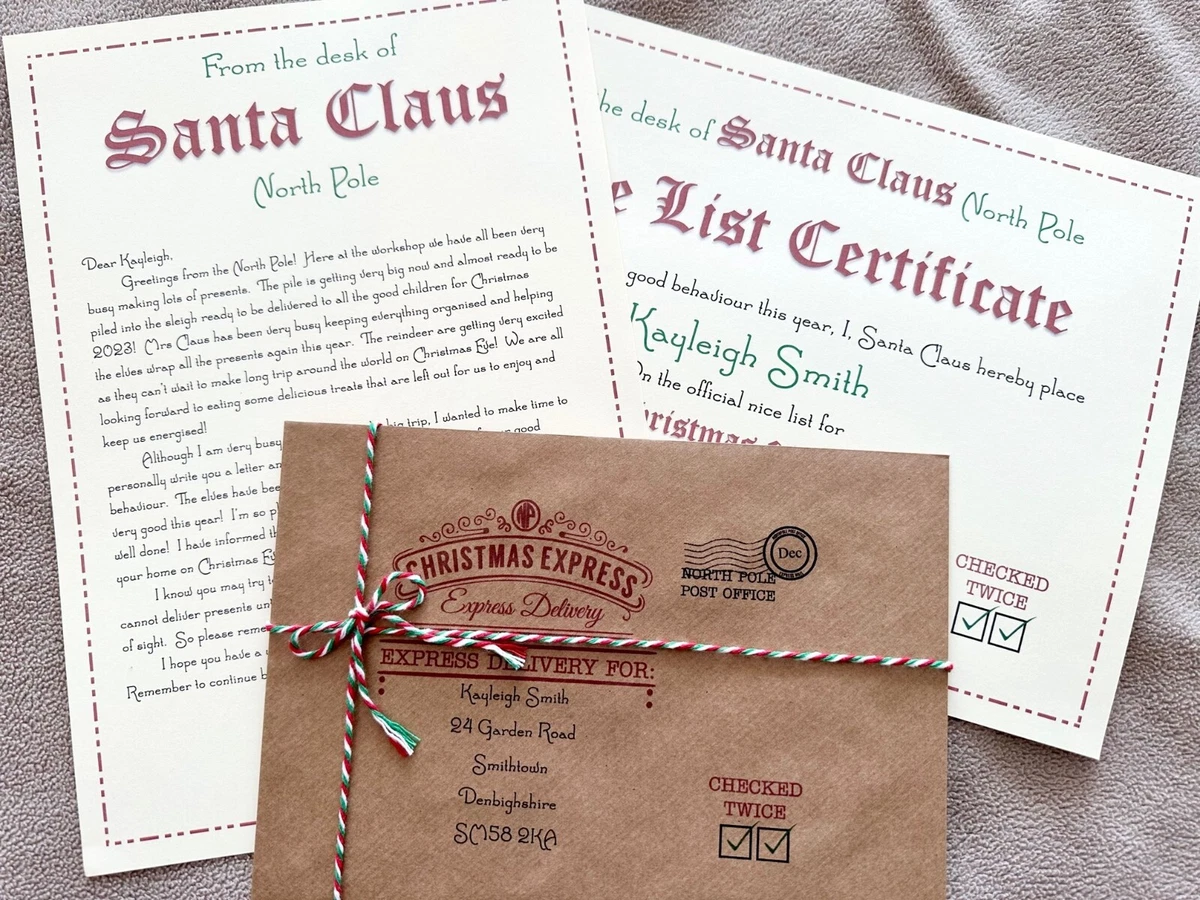 From the desk of
Santa Claus
North Pole
Dear Kayleigh,
Greetings from the North Pole! Here at the workshop we have all been very
busy making lots of presents. The pile is getting very big now and almost ready to be
piled into the sleigh ready to be delivered to all the good children for Christmas
2023! Mrs Claus has been very busy keeping everything organised and helping
the elves wrap all the presents again this year. The reindeer are getting very excited
as they can't wait to make long trip around the world on Christmas Eve! We are all
looking forward to eating some delicious treats that are left out for us to enjoy and
keep us energised!
Although I am very busy big trip, I wanted to make time to
personally write you a letter an good
behaviour. The elves have bee
very good this year! I'm so p
well done! I have informed th
your home on Christmas E
I know you may try t
cannot deliver presents un
of sight. So please reme
I hope you have a
Remember to continue b
he desk of Santa Claus North Pole
e List Certificate
good behaviour this year, I, Santa Claus hereby place
Kayleigh Smith
On the official nice list for
hristmas
CHECKED
TWICE
NP
CHRISTMAS EXPRESS
Express Delivery
Dec
NORTH POLE
POST OFFICE
EXPRESS DELIVERY FOR:
Kayleigh Smith
24 Garden Road
Smithtown
Denbighshire
SM58 2KA
CHECKED
TWICE